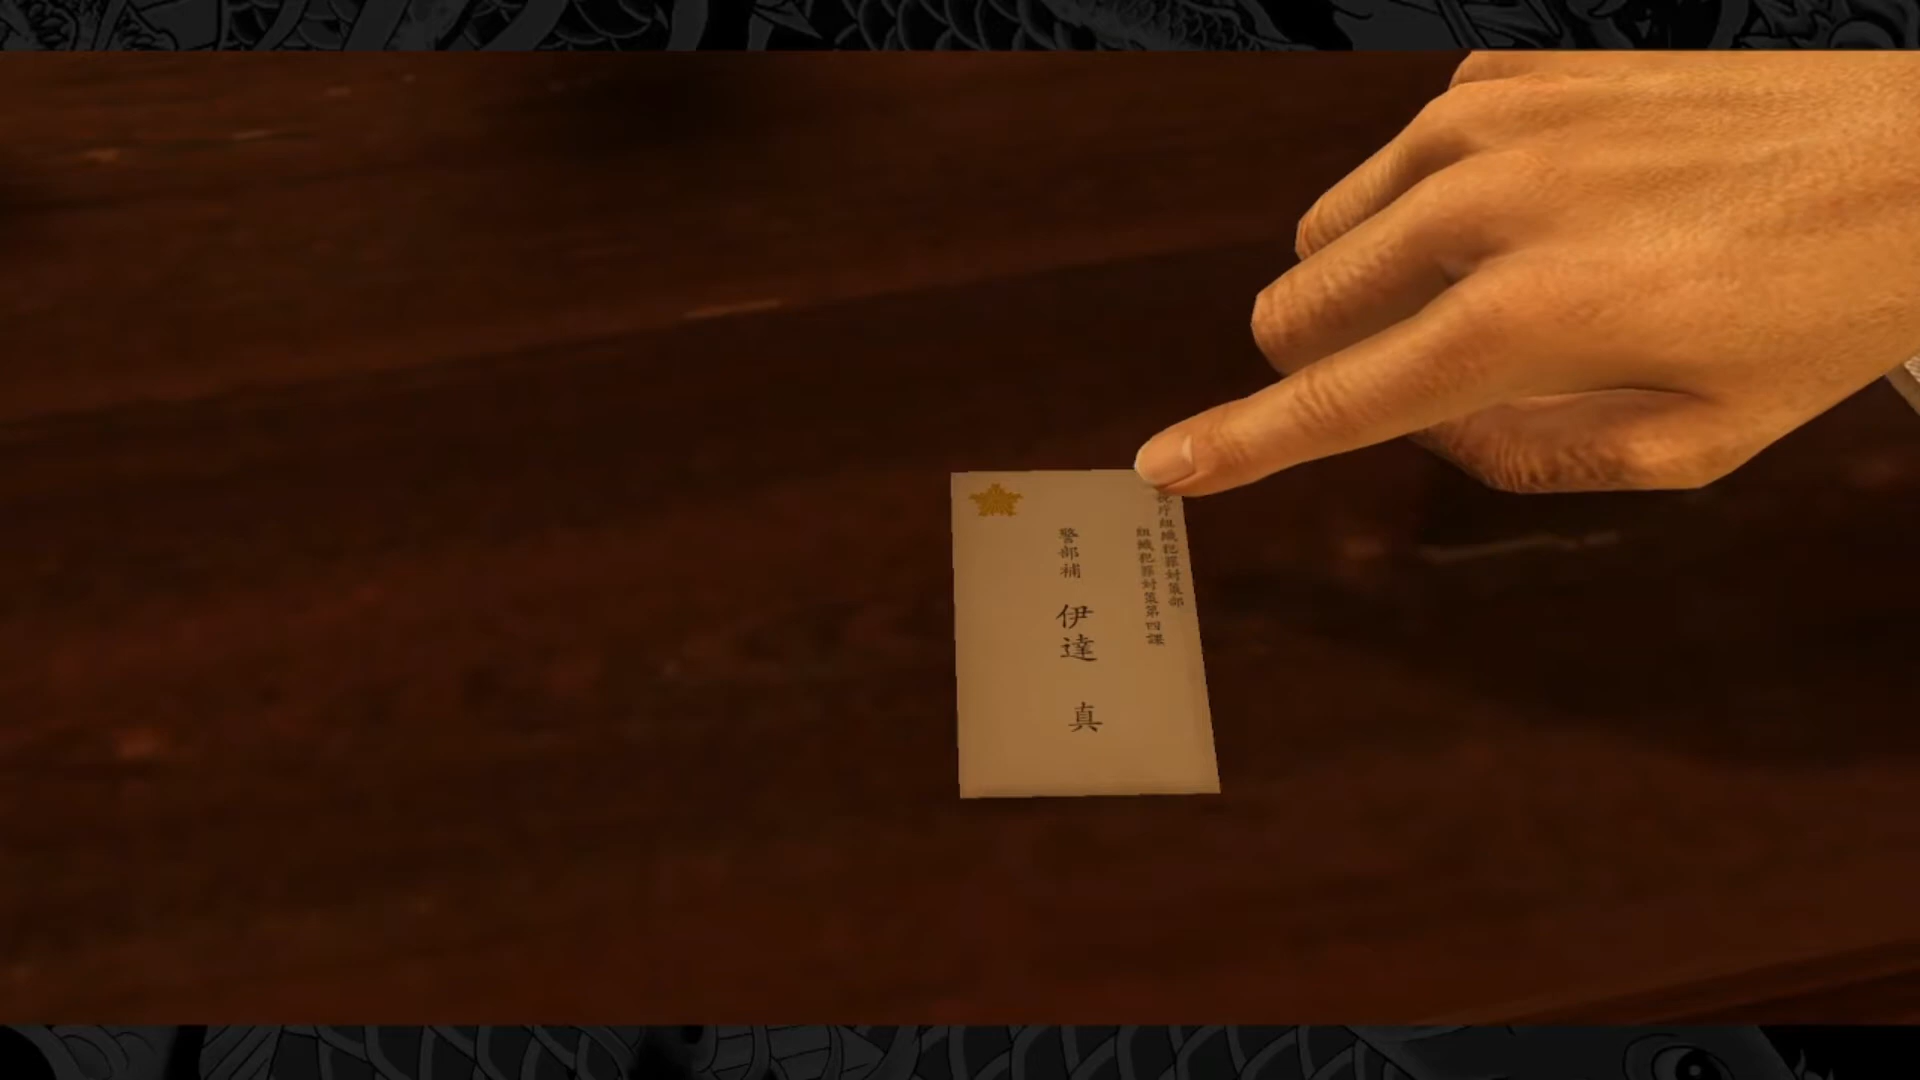 視庁組織犯罪対策部
組織犯罪対策第四課
警部補
伊達 真